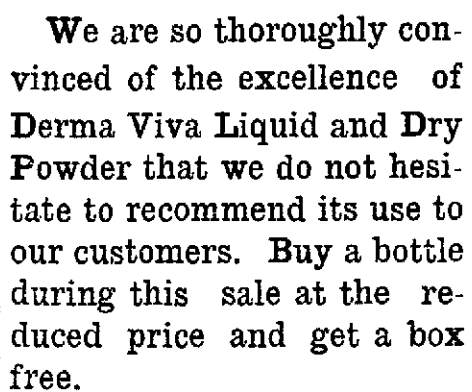 We are so thoroughly con-
vinced of the excellence of
Derma Viva Liquid and Dry
Powder that we do not hesi-
tate to recommend its use to
our customers. Buy a bottle
during this sale at the re-
duced price and get a box
free.